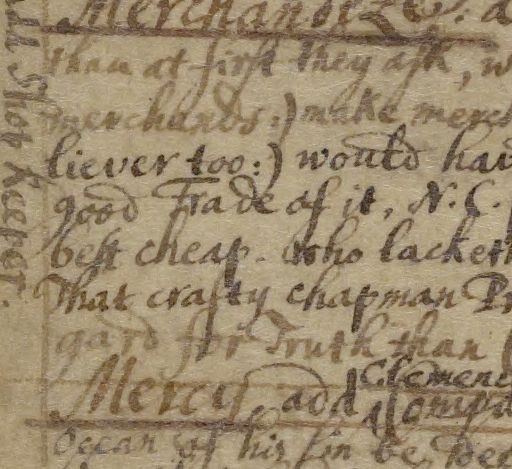 Merchandize &c. a
than at first they ask, w
merchands:) make merch
liever too:) would hav
good Trade of it, N. C.
best cheap. Who lacketh
That crafty chapman Pr
gard for Truth than
Mercy add Clemenc
Compa
Ocean of his sin be
Shop keeper.